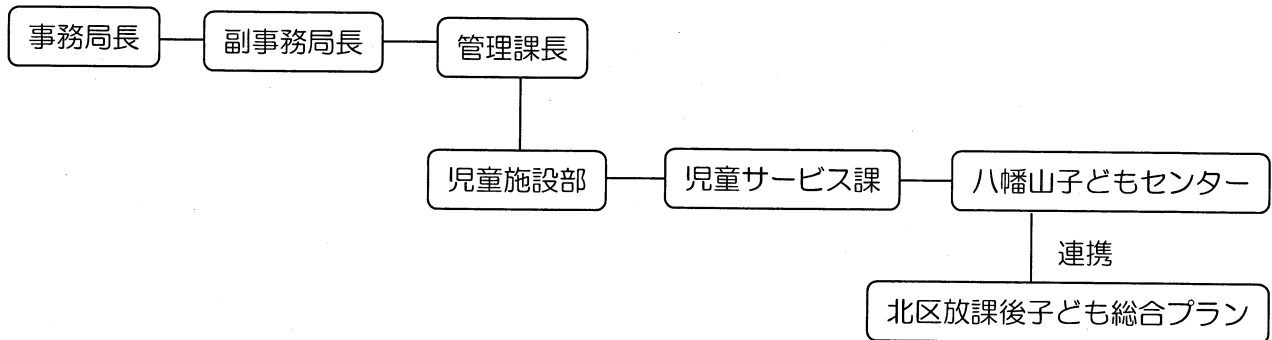 事務局長
副事務局長
管理課長
児童施設部
児童サービス課
八幡山子どもセンター
連携
北区放課後子ども総合プラン